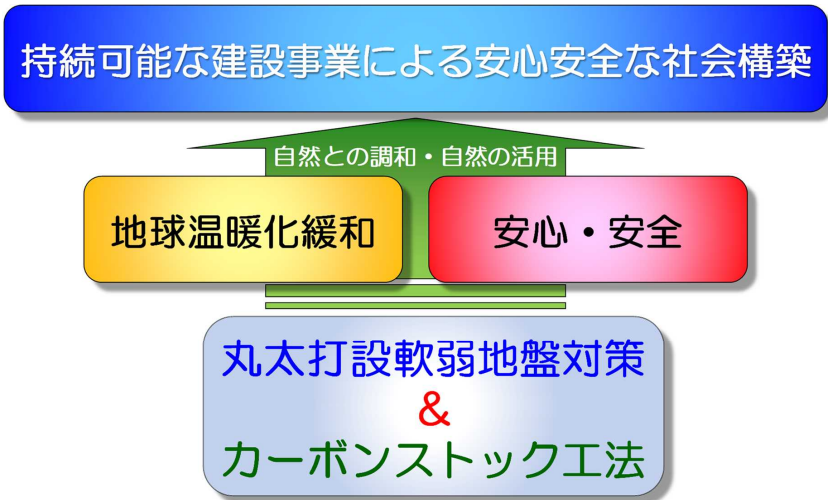 持続可能な建設事業による安心安全な社会構築
自然との調和・自然の活用
地球温暖化緩和
安心・安全
丸太打設軟弱地盤対策
&
カーボンストック工法